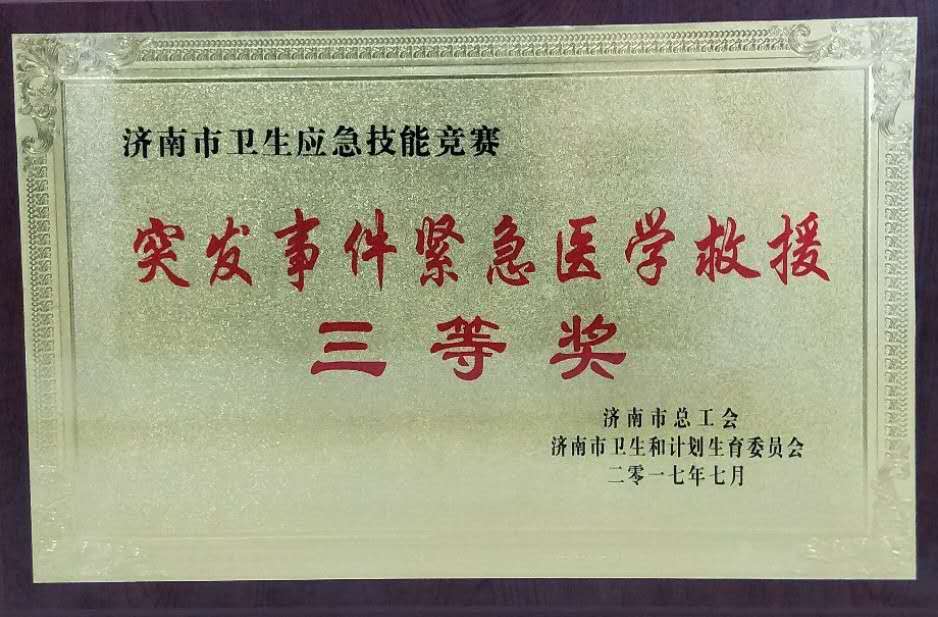 济南市卫生应急技能竞赛
突发事件紧急医学救援
三等奖
济南市总工会
济南市卫生和计划生育委员会
二零一七年七月